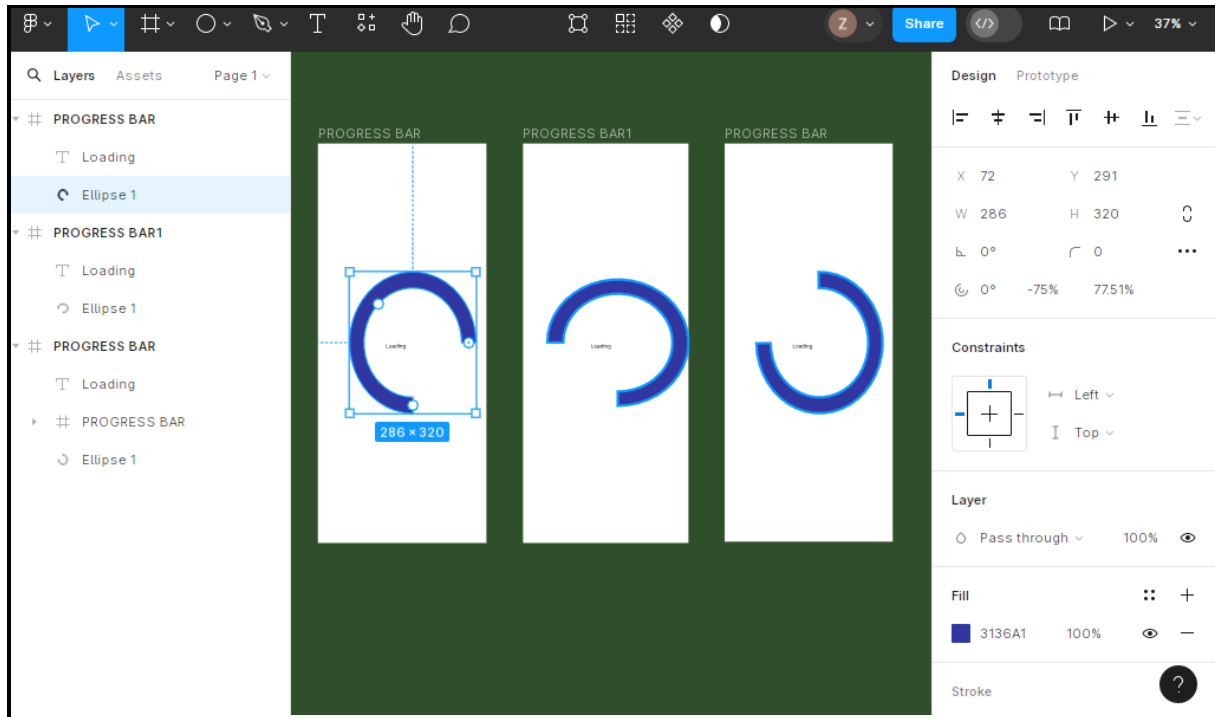 Z Share 37%
Layers Assets Page 1
PROGRESS BAR
Loading
Ellipse 1
PROGRESS BAR1
Loading
Ellipse 1
PROGRESS BAR
Loading
PROGRESS BAR
Ellipse 1
PROGRESS BAR PROGRESS BAR1 PROGRESS BAR
Loading Loading Loading
286 × 320
Design Prototype
X 72 Y 291
W 286 H 320
0° 0
0° -75% 77.51%
Constraints
Left
Top
Layer
Pass through 100%
Fill
3136A1 100%
Stroke
?